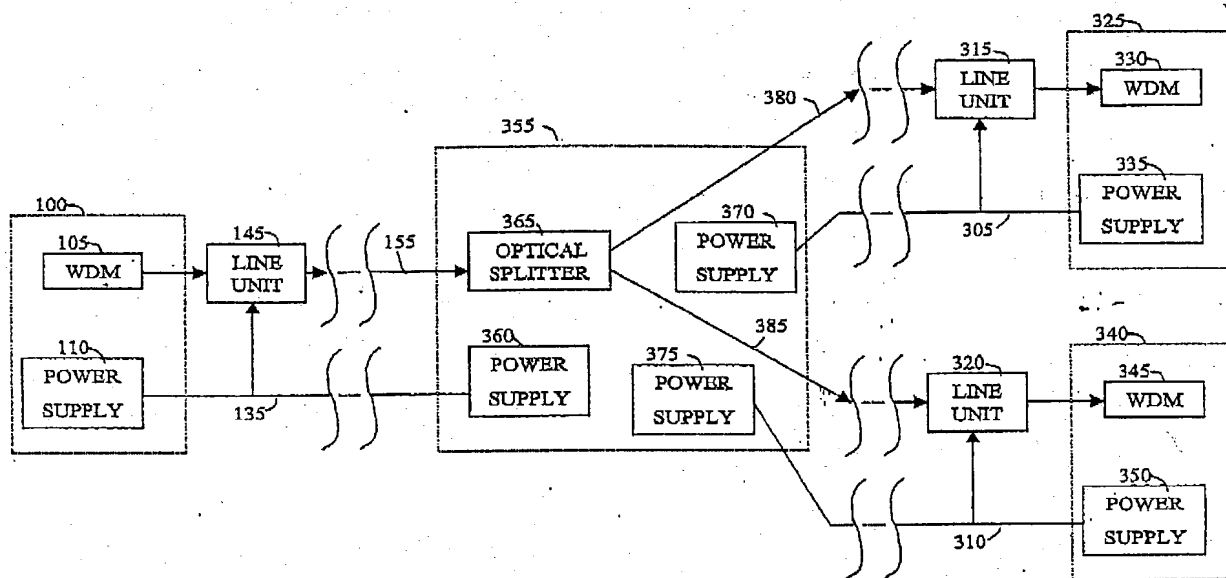 325
330
WDM
315
LINE
UNIT
380
355
335
POWER
SUPPLY
305
370
POWER
SUPPLY
365
OPTICAL
SPLITTER
100
105
WDM
145
LINE
UNIT
155
385
110
POWER
SUPPLY
135
360
POWER
SUPPLY
375
POWER
SUPPLY
340
345
WDM
320
LINE
UNIT
350
POWER
SUPPLY
310